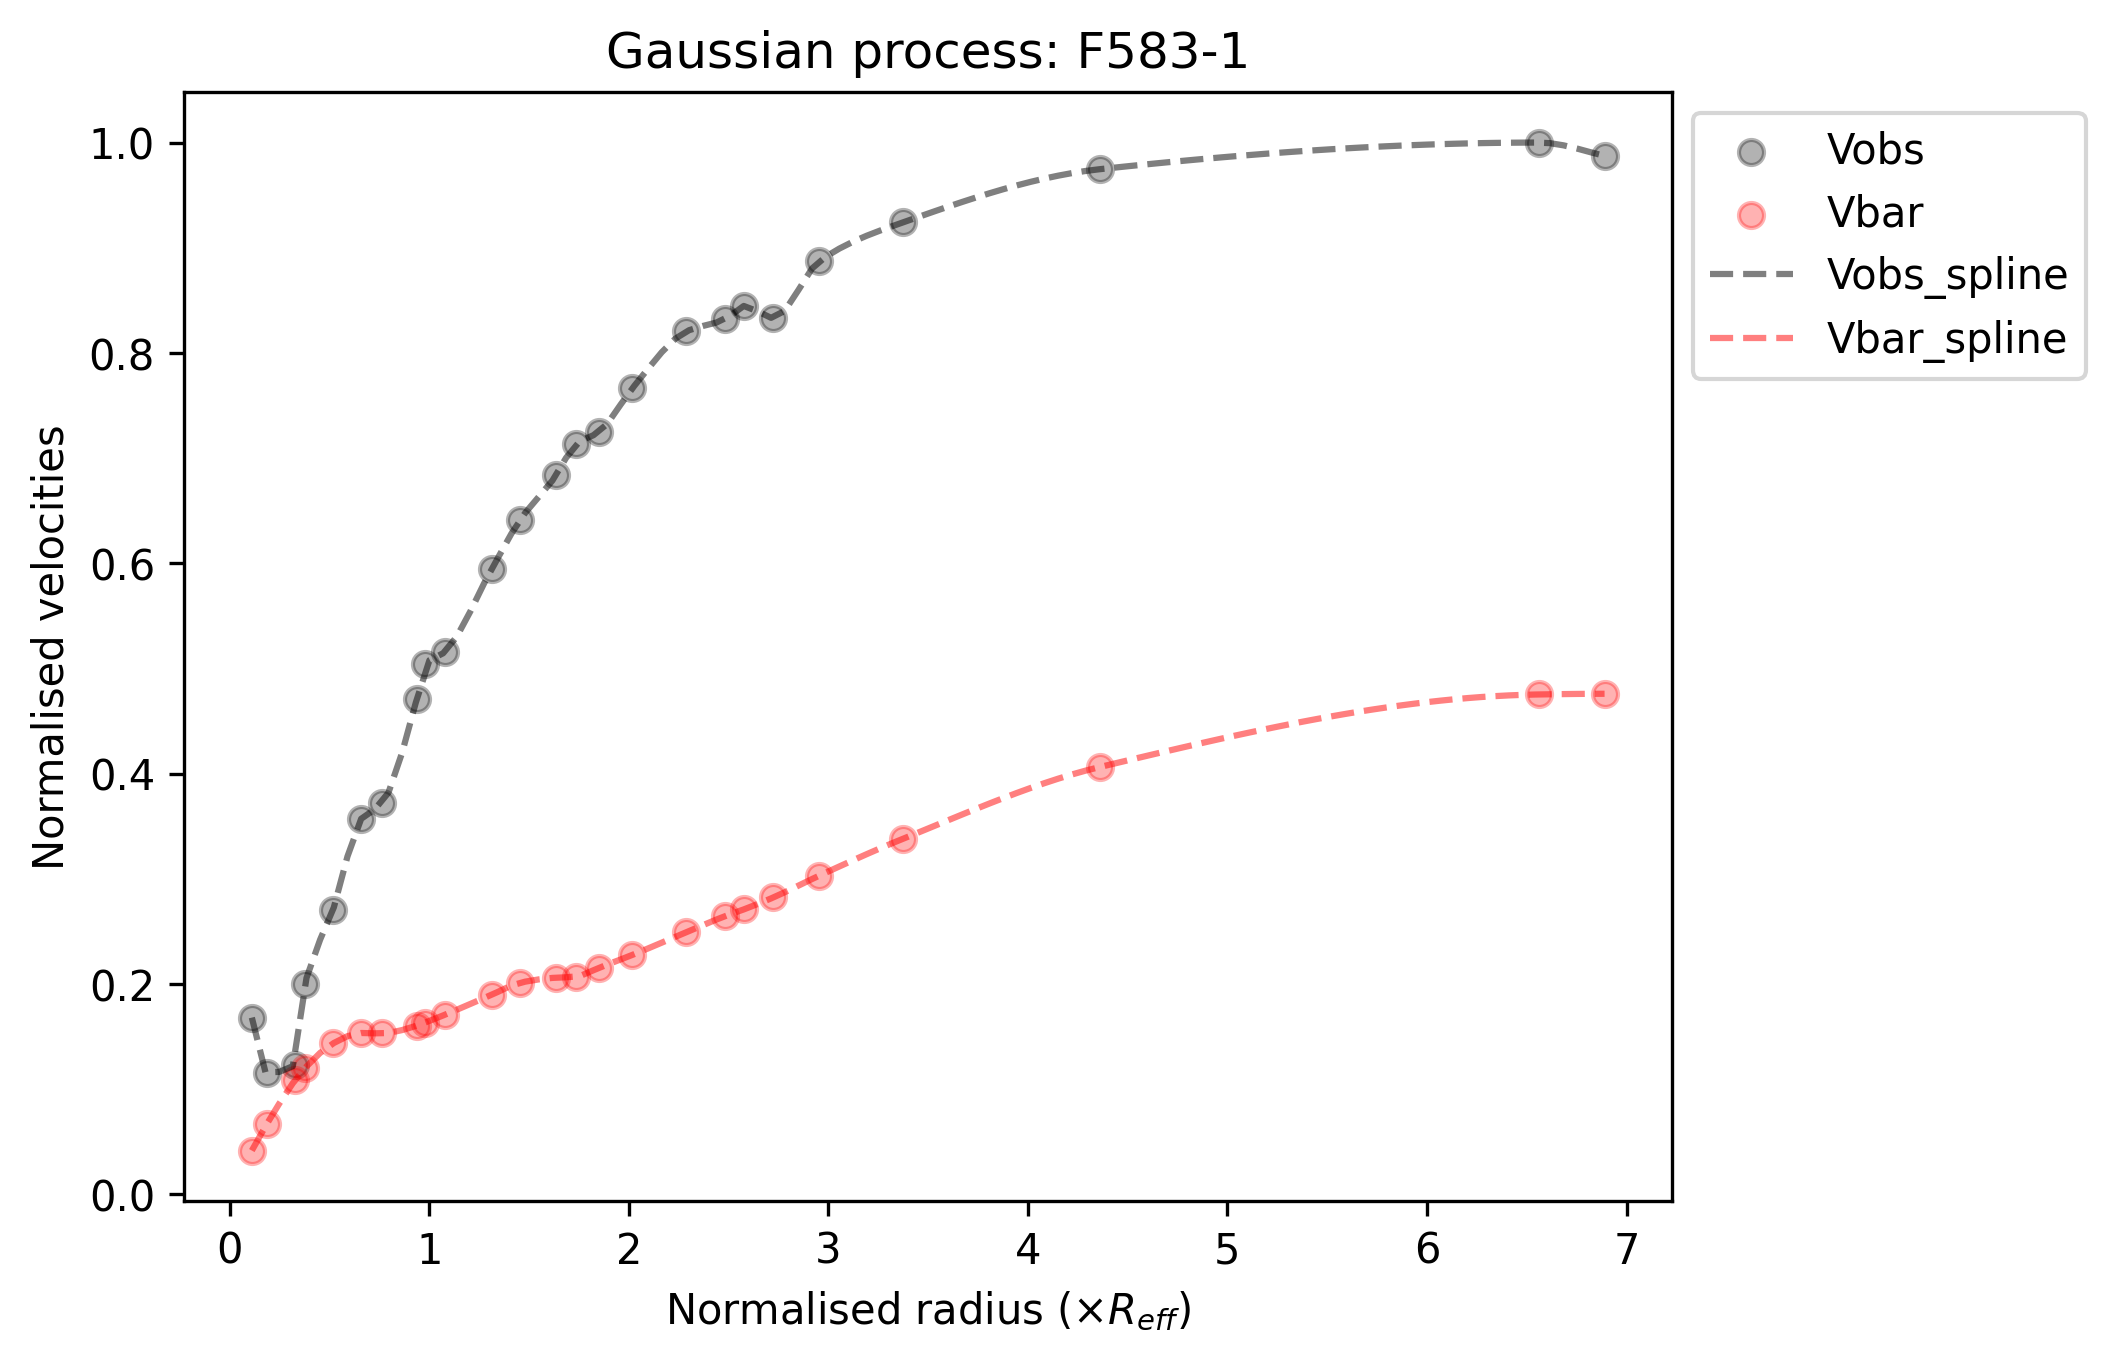 Gaussian process: F583-1
Normalised velocities
1.0
0.8
0.6
0.4
0.2
0.0
0 1 2 3 4 5 6 7
Normalised radius (×R_eff)
Vobs
Vbar
Vobs_spline
Vbar_spline